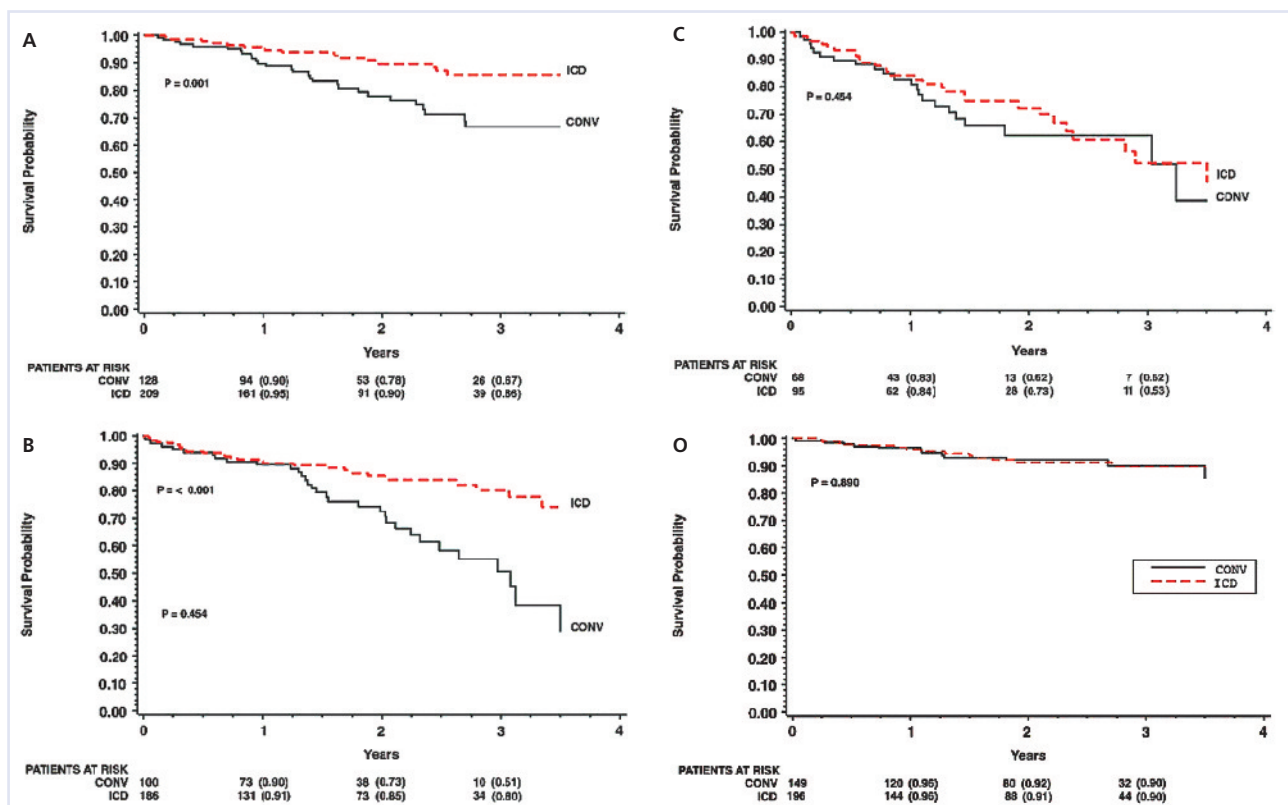 A
1.00
0.90
0.80
0.70
0.60
0.50
0.40
0.30
0.20
0.10
0.00
Survival Probability
P = 0.001
ICD
CONV
0 1 2 3 4
Years
PATIENTS AT RISK
CONV 128 94 (0.90) 53 (0.78) 26 (0.67)
ICD 209 161 (0.95) 91 (0.90) 39 (0.86)
B
1.00
0.90
0.80
0.70
0.60
0.50
0.40
0.30
0.20
0.10
0.00
Survival Probability
P = < 0.001
P = 0.454
ICD
CONV
0 1 2 3 4
Years
PATIENTS AT RISK
CONV 100 73 (0.90) 38 (0.73) 10 (0.51)
ICD 186 131 (0.91) 73 (0.85) 34 (0.80)
C
1.00
0.90
0.80
0.70
0.60
0.50
0.40
0.30
0.20
0.10
0.00
Survival Probability
P = 0.454
ICD
CONV
0 1 2 3 4
Years
PATIENTS AT RISK
CONV 68 43 (0.83) 13 (0.62) 7 (0.52)
ICD 95 62 (0.84) 28 (0.73) 11 (0.53)
O
1.00
0.90
0.80
0.70
0.60
0.50
0.40
0.30
0.20
0.10
0.00
Survival Probability
P = 0.890
CONV
ICD
0 1 2 3 4
Years
PATIENTS AT RISK
CONV 149 120 (0.96) 80 (0.92) 32 (0.90)
ICD 196 144 (0.96) 88 (0.91) 44 (0.90)